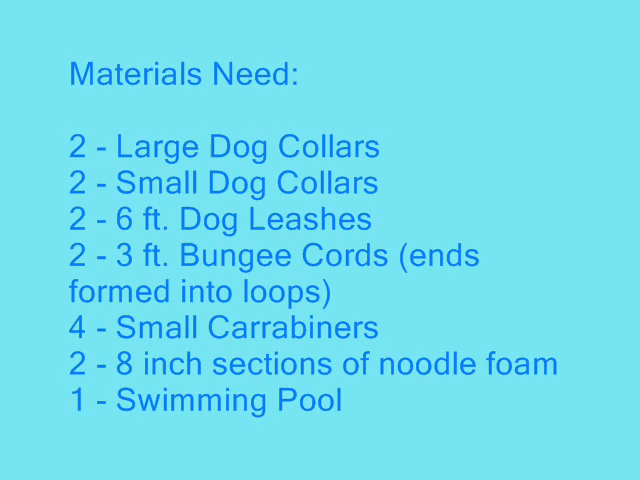 Materials Need:
2 - Large Dog Collars
2 - Small Dog Collars
2 - 6 ft. Dog Leashes
2 - 3 ft. Bungee Cords (ends
formed into loops)
4 - Small Carrabiners
2 - 8 inch sections of noodle foam
1 - Swimming Pool